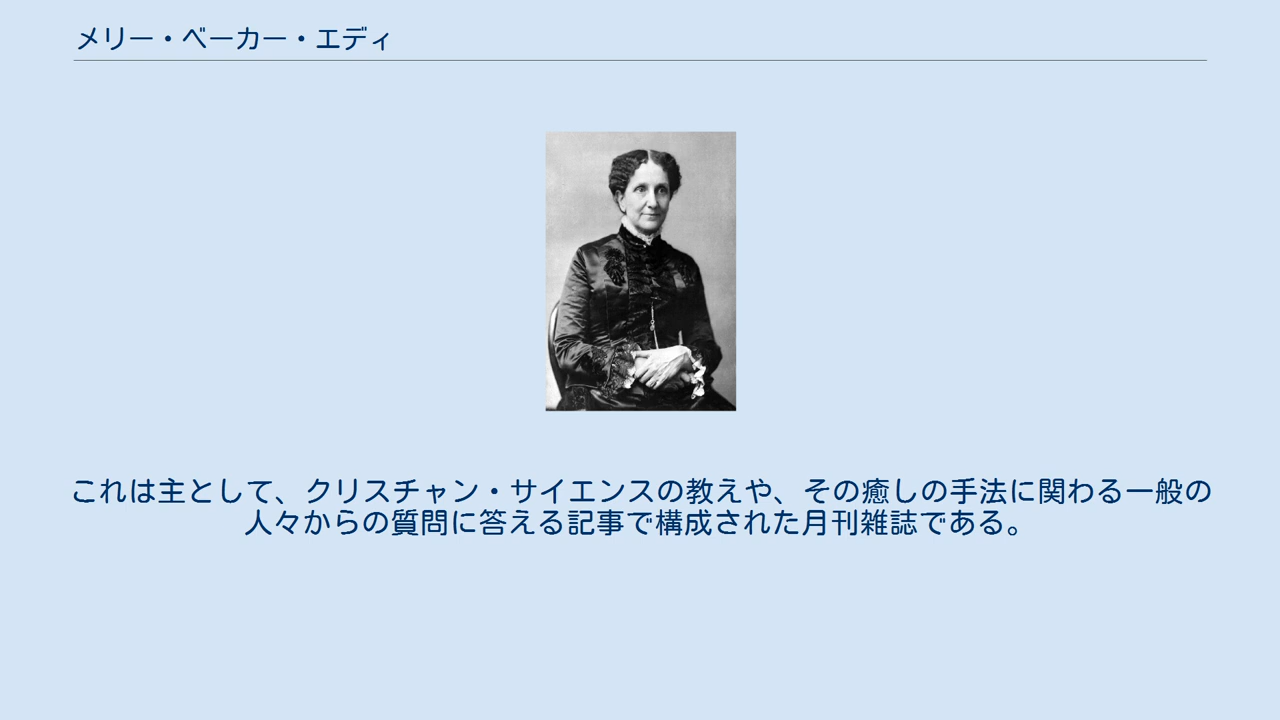 メリー・ベーカー・エディ
これは主として、クリスチャン・サイエンスの教えや、その癒しの手法に関わる一般の
人々からの質問に答える記事で構成された月刊雑誌である。